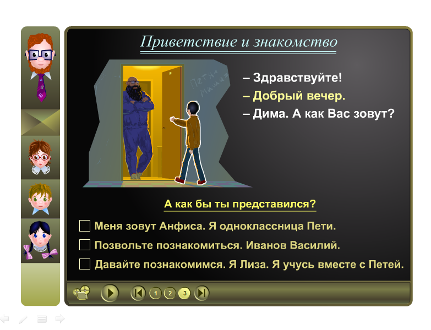 Приветствие и знакомство
– Здравствуйте!
– Добрый вечер.
– Дима. А как Вас зовут?
А как бы ты представился?
Меня зовут Анфиса. Я одноклассница Пети.
Позвольте познакомиться. Иванов Василий.
Давайте познакомимся. Я Лиза. Я учусь вместе с Петей.
1 2 3